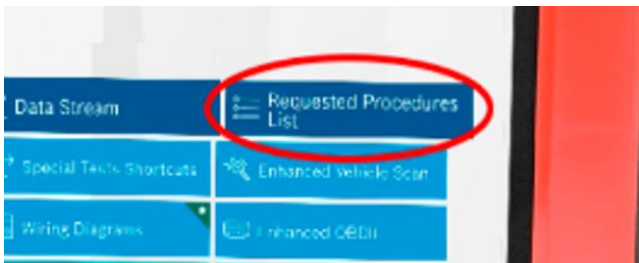 Data Stream
Requested Procedures
List
Special Tests Shortcuts
Enhanced Vehicle Scan
Wiring Diagrams
Enhanced OBDII